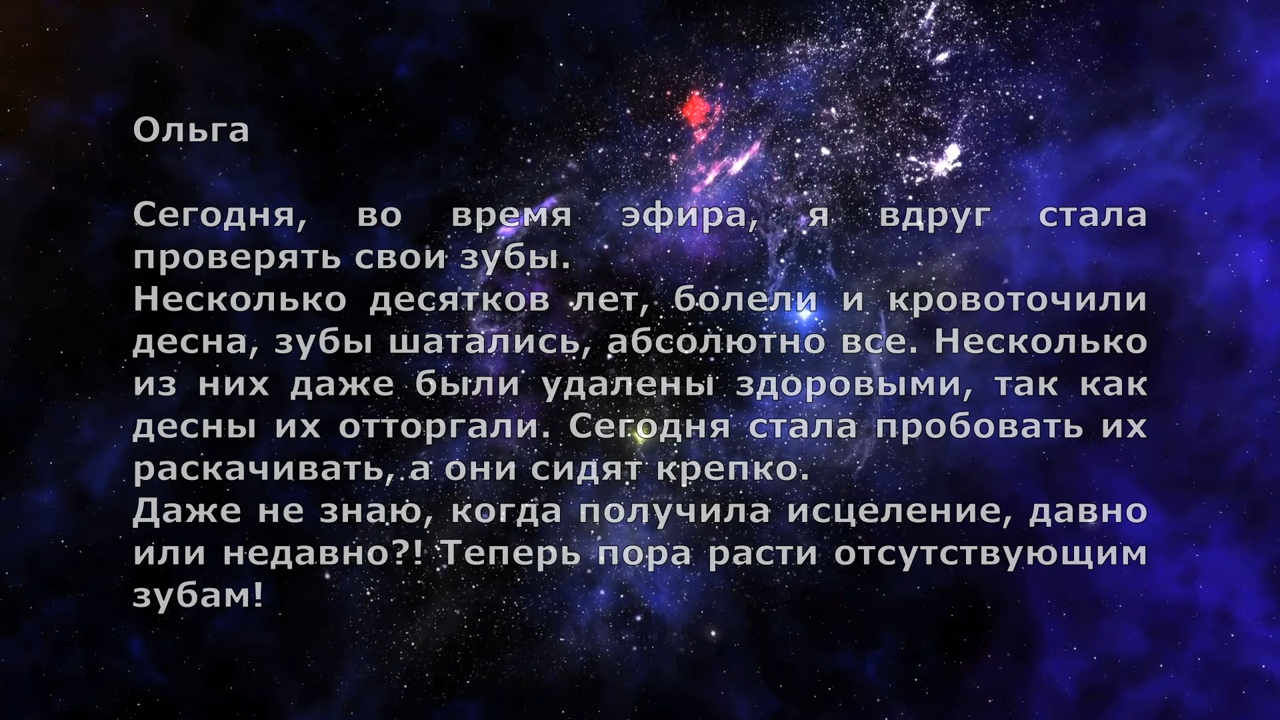 Ольга
Сегодня, во время эфира, я вдруг стала
проверять свои зубы.
Несколько десятков лет, болели и кровоточили
десна, зубы шатались, абсолютно все. Несколько
из них даже были удалены здоровыми, так как
десны их отторгали. Сегодня стала пробовать их
раскачивать, а они сидят крепко.
Даже не знаю, когда получила исцеление, давно
или недавно?! Теперь пора расти отсутствующим
зубам!